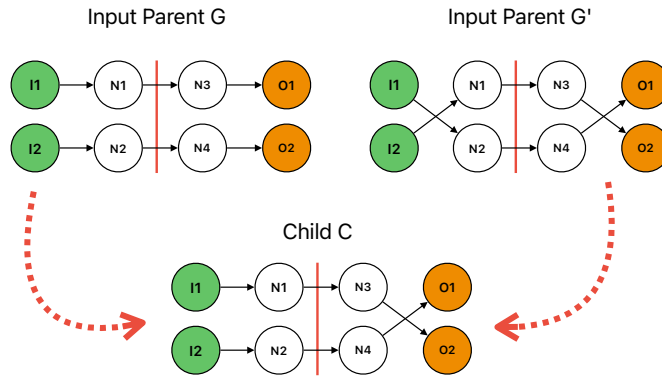 Input Parent G
Input Parent G'
I1 N1 N3 O1
I1 N1 N3 O1
I2 N2 N4 O2
I2 N2 N4 O2
Child C
I1 N1 N3 O1
I2 N2 N4 O2